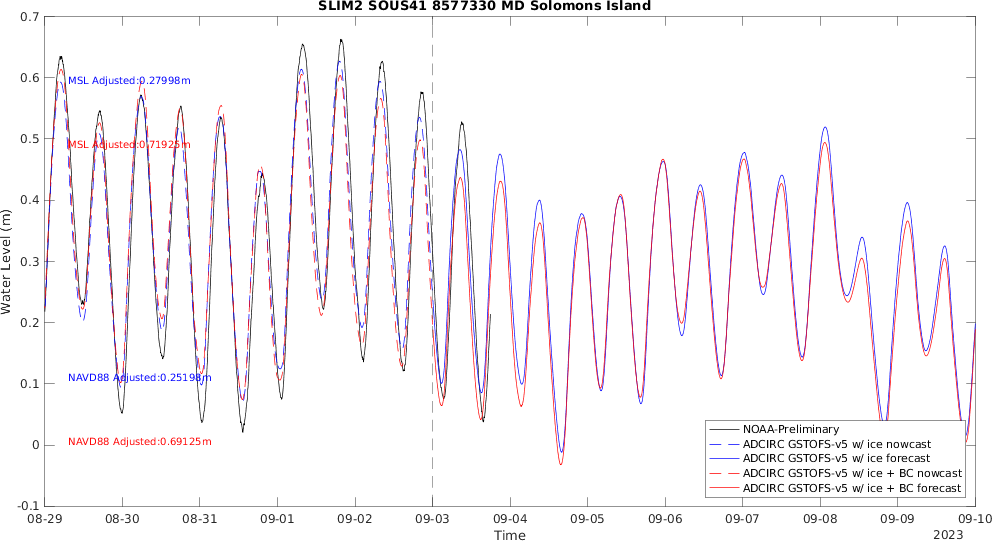 SLIM2 SOUS41 8577330 MD Solomons Island
0.7
0.6
0.5
0.4
0.3
0.2
0.1
0
-0.1
Water Level (m)
MSL Adjusted:0.27998m
MSL Adjusted:0.71925m
NAVD88 Adjusted:0.25198m
NAVD88 Adjusted:0.69125m
NOAA-Preliminary
ADCIRC GSTOFS-v5 w/ ice nowcast
ADCIRC GSTOFS-v5 w/ ice forecast
ADCIRC GSTOFS-v5 w/ ice + BC nowcast
ADCIRC GSTOFS-v5 w/ ice + BC forecast
08-29 08-30 08-31 09-01 09-02 09-03 09-04 09-05 09-06 09-07 09-08 09-09 09-10
Time
2023